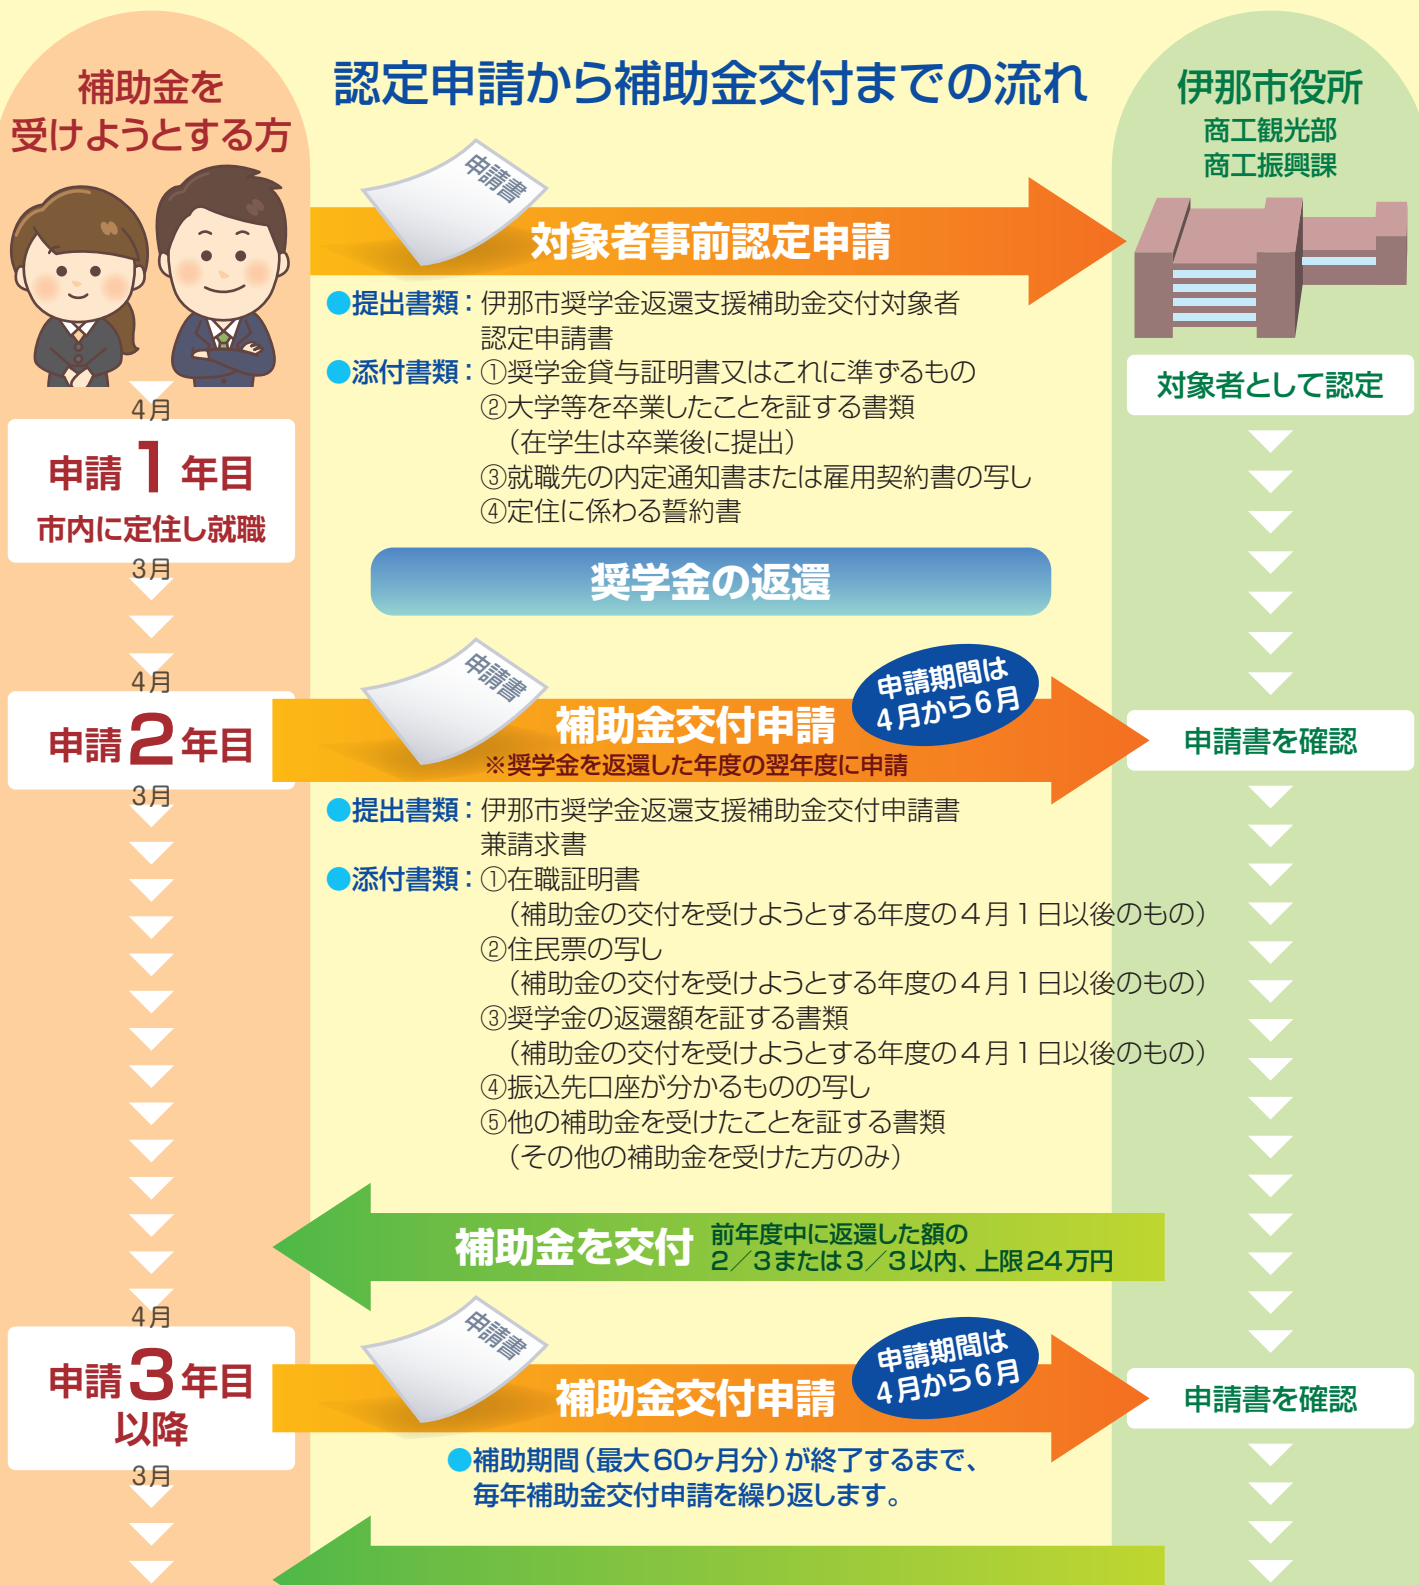 補助金を
受けようとする方
認定申請から補助金交付までの流れ
伊那市役所
商工観光部
商工振興課
申請書
対象者事前認定申請
●提出書類：伊那市奨学金返還支援補助金交付対象者
認定申請書
●添付書類：①奨学金貸与証明書又はこれに準ずるもの
②大学等を卒業したことを証する書類
（在学生は卒業後に提出）
③就職先の内定通知書または雇用契約書の写し
④定住に係わる誓約書
対象者として認定
4月
申請1年目
市内に定住し就職
3月
奨学金の返還
4月
申請2年目
3月
申請書
補助金交付申請
申請期間は
4月から6月
※奨学金を返還した年度の翌年度に申請
申請書を確認
●提出書類：伊那市奨学金返還支援補助金交付申請書
兼請求書
●添付書類：①在職証明書
（補助金の交付を受けようとする年度の４月１日以後のもの）
②住民票の写し
（補助金の交付を受けようとする年度の４月１日以後のもの）
③奨学金の返還額を証する書類
（補助金の交付を受けようとする年度の４月１日以後のもの）
④振込先口座が分かるものの写し
⑤他の補助金を受けたことを証する書類
（その他の補助金を受けた方のみ）
補助金を交付
前年度中に返還した額の
２／３または３／３以内、上限24万円
4月
申請3年目
以降
3月
申請書
補助金交付申請
申請期間は
4月から6月
申請書を確認
●補助期間（最大60ヶ月分）が終了するまで、
毎年補助金交付申請を繰り返します。